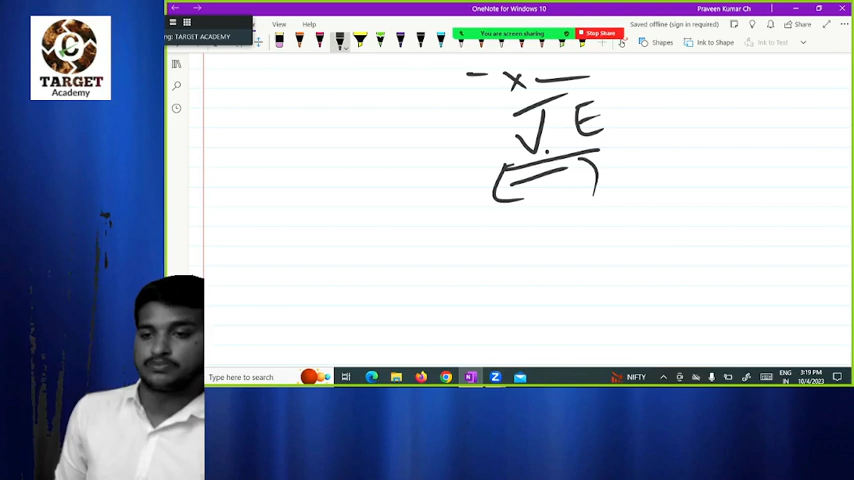 OneNote for Windows 10
ng: TARGET ACADEMY
View Help
You are screen sharing
Stop Share
Saved offline (sign in required)
Praveen Kumar Ch
Share
Shapes
Ink to Shape
Ink to Text
TARGET
Academy
- x —
J.E
Type here to search
NIFTY
ENG
IN
3:19 PM
10/4/2023